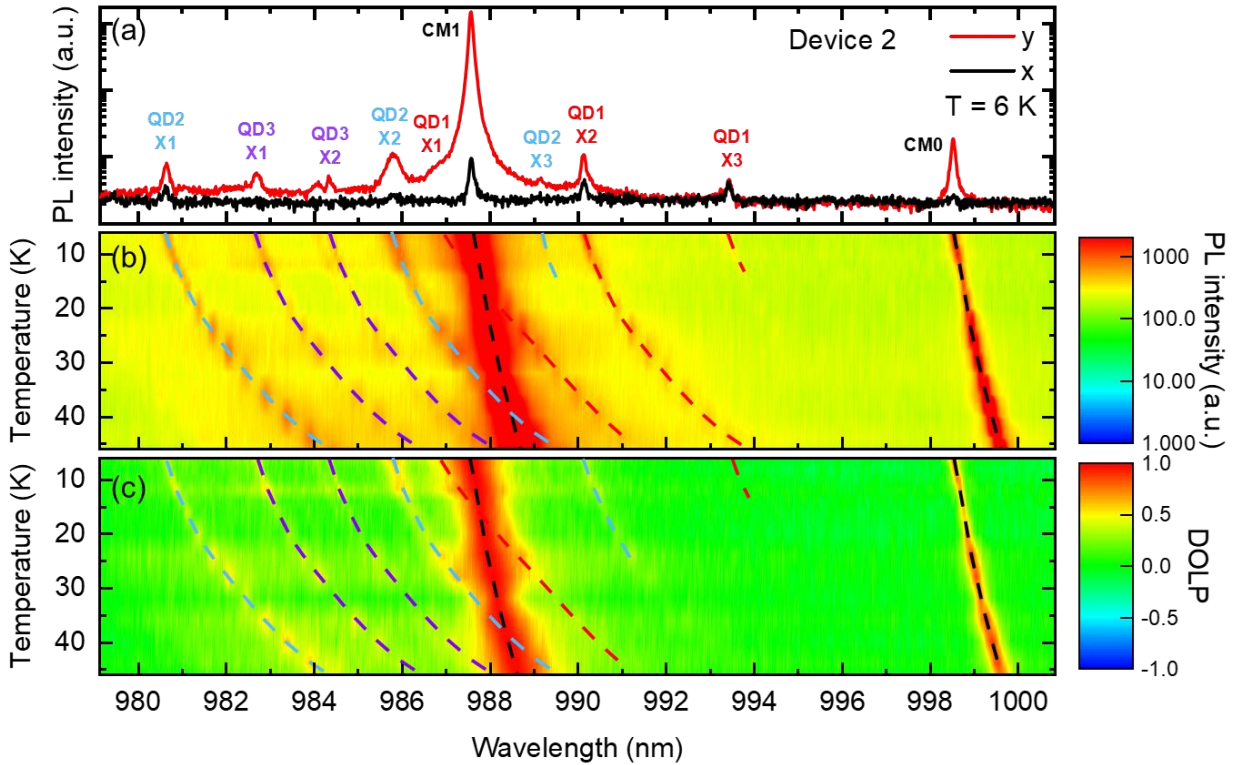 (a)
CM1
Device 2
y
x
T = 6 K
PL intensity (a.u.)
QD2
X1
QD3
X1
QD3
X2
QD2
X2
QD1
X1
QD2
X3
QD1
X2
QD1
X3
CM0
(b)
Temperature (K)
10
20
30
40
1000
100.0
10.00
1.000
PL intensity (a.u.)
(c)
Temperature (K)
10
20
30
40
1.0
0.5
0.0
-0.5
-1.0
DOLP
980 982 984 986 988 990 992 994 996 998 1000
Wavelength (nm)